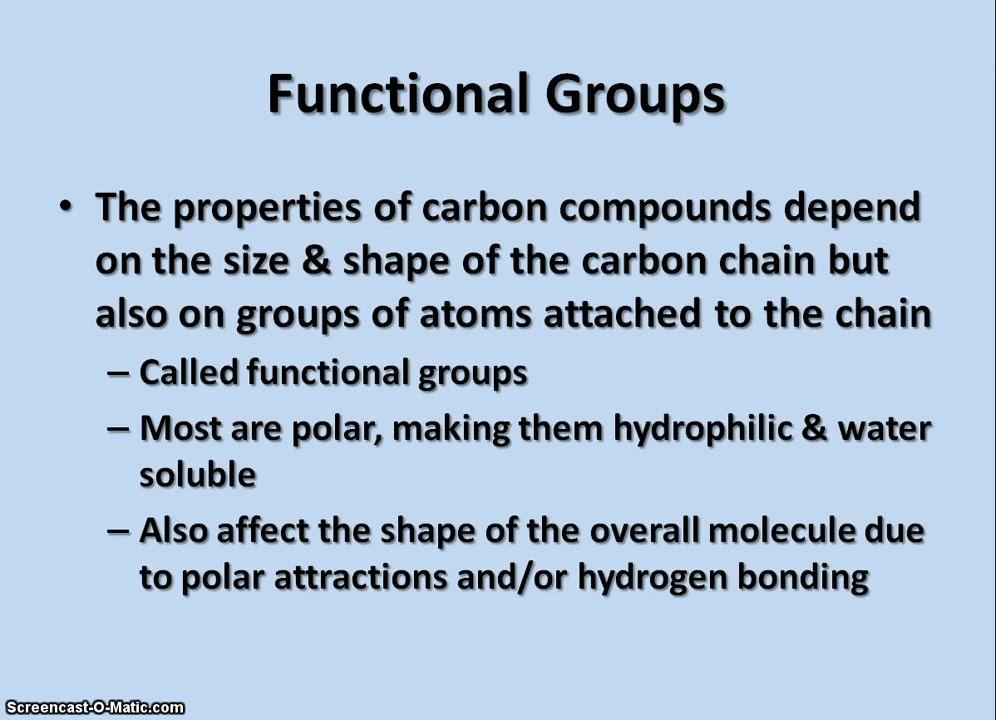 Functional Groups
• The properties of carbon compounds depend
on the size & shape of the carbon chain but
also on groups of atoms attached to the chain
– Called functional groups
– Most are polar, making them hydrophilic & water
soluble
– Also affect the shape of the overall molecule due
to polar attractions and/or hydrogen bonding
Screencast-O-Matic.com